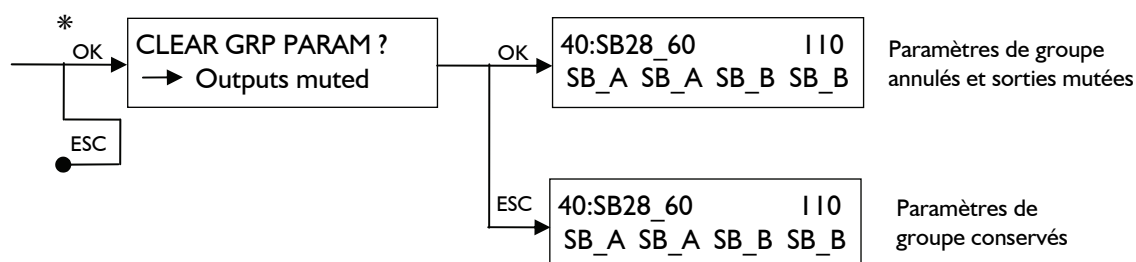 *
OK
CLEAR GRP PARAM ?
→ Outputs muted
ESC
OK
40:SB28_60 110
SB_A SB_A SB_B SB_B
Paramètres de groupe
annulés et sorties mutées
ESC
40:SB28_60 110
SB_A SB_A SB_B SB_B
Paramètres de
groupe conservés